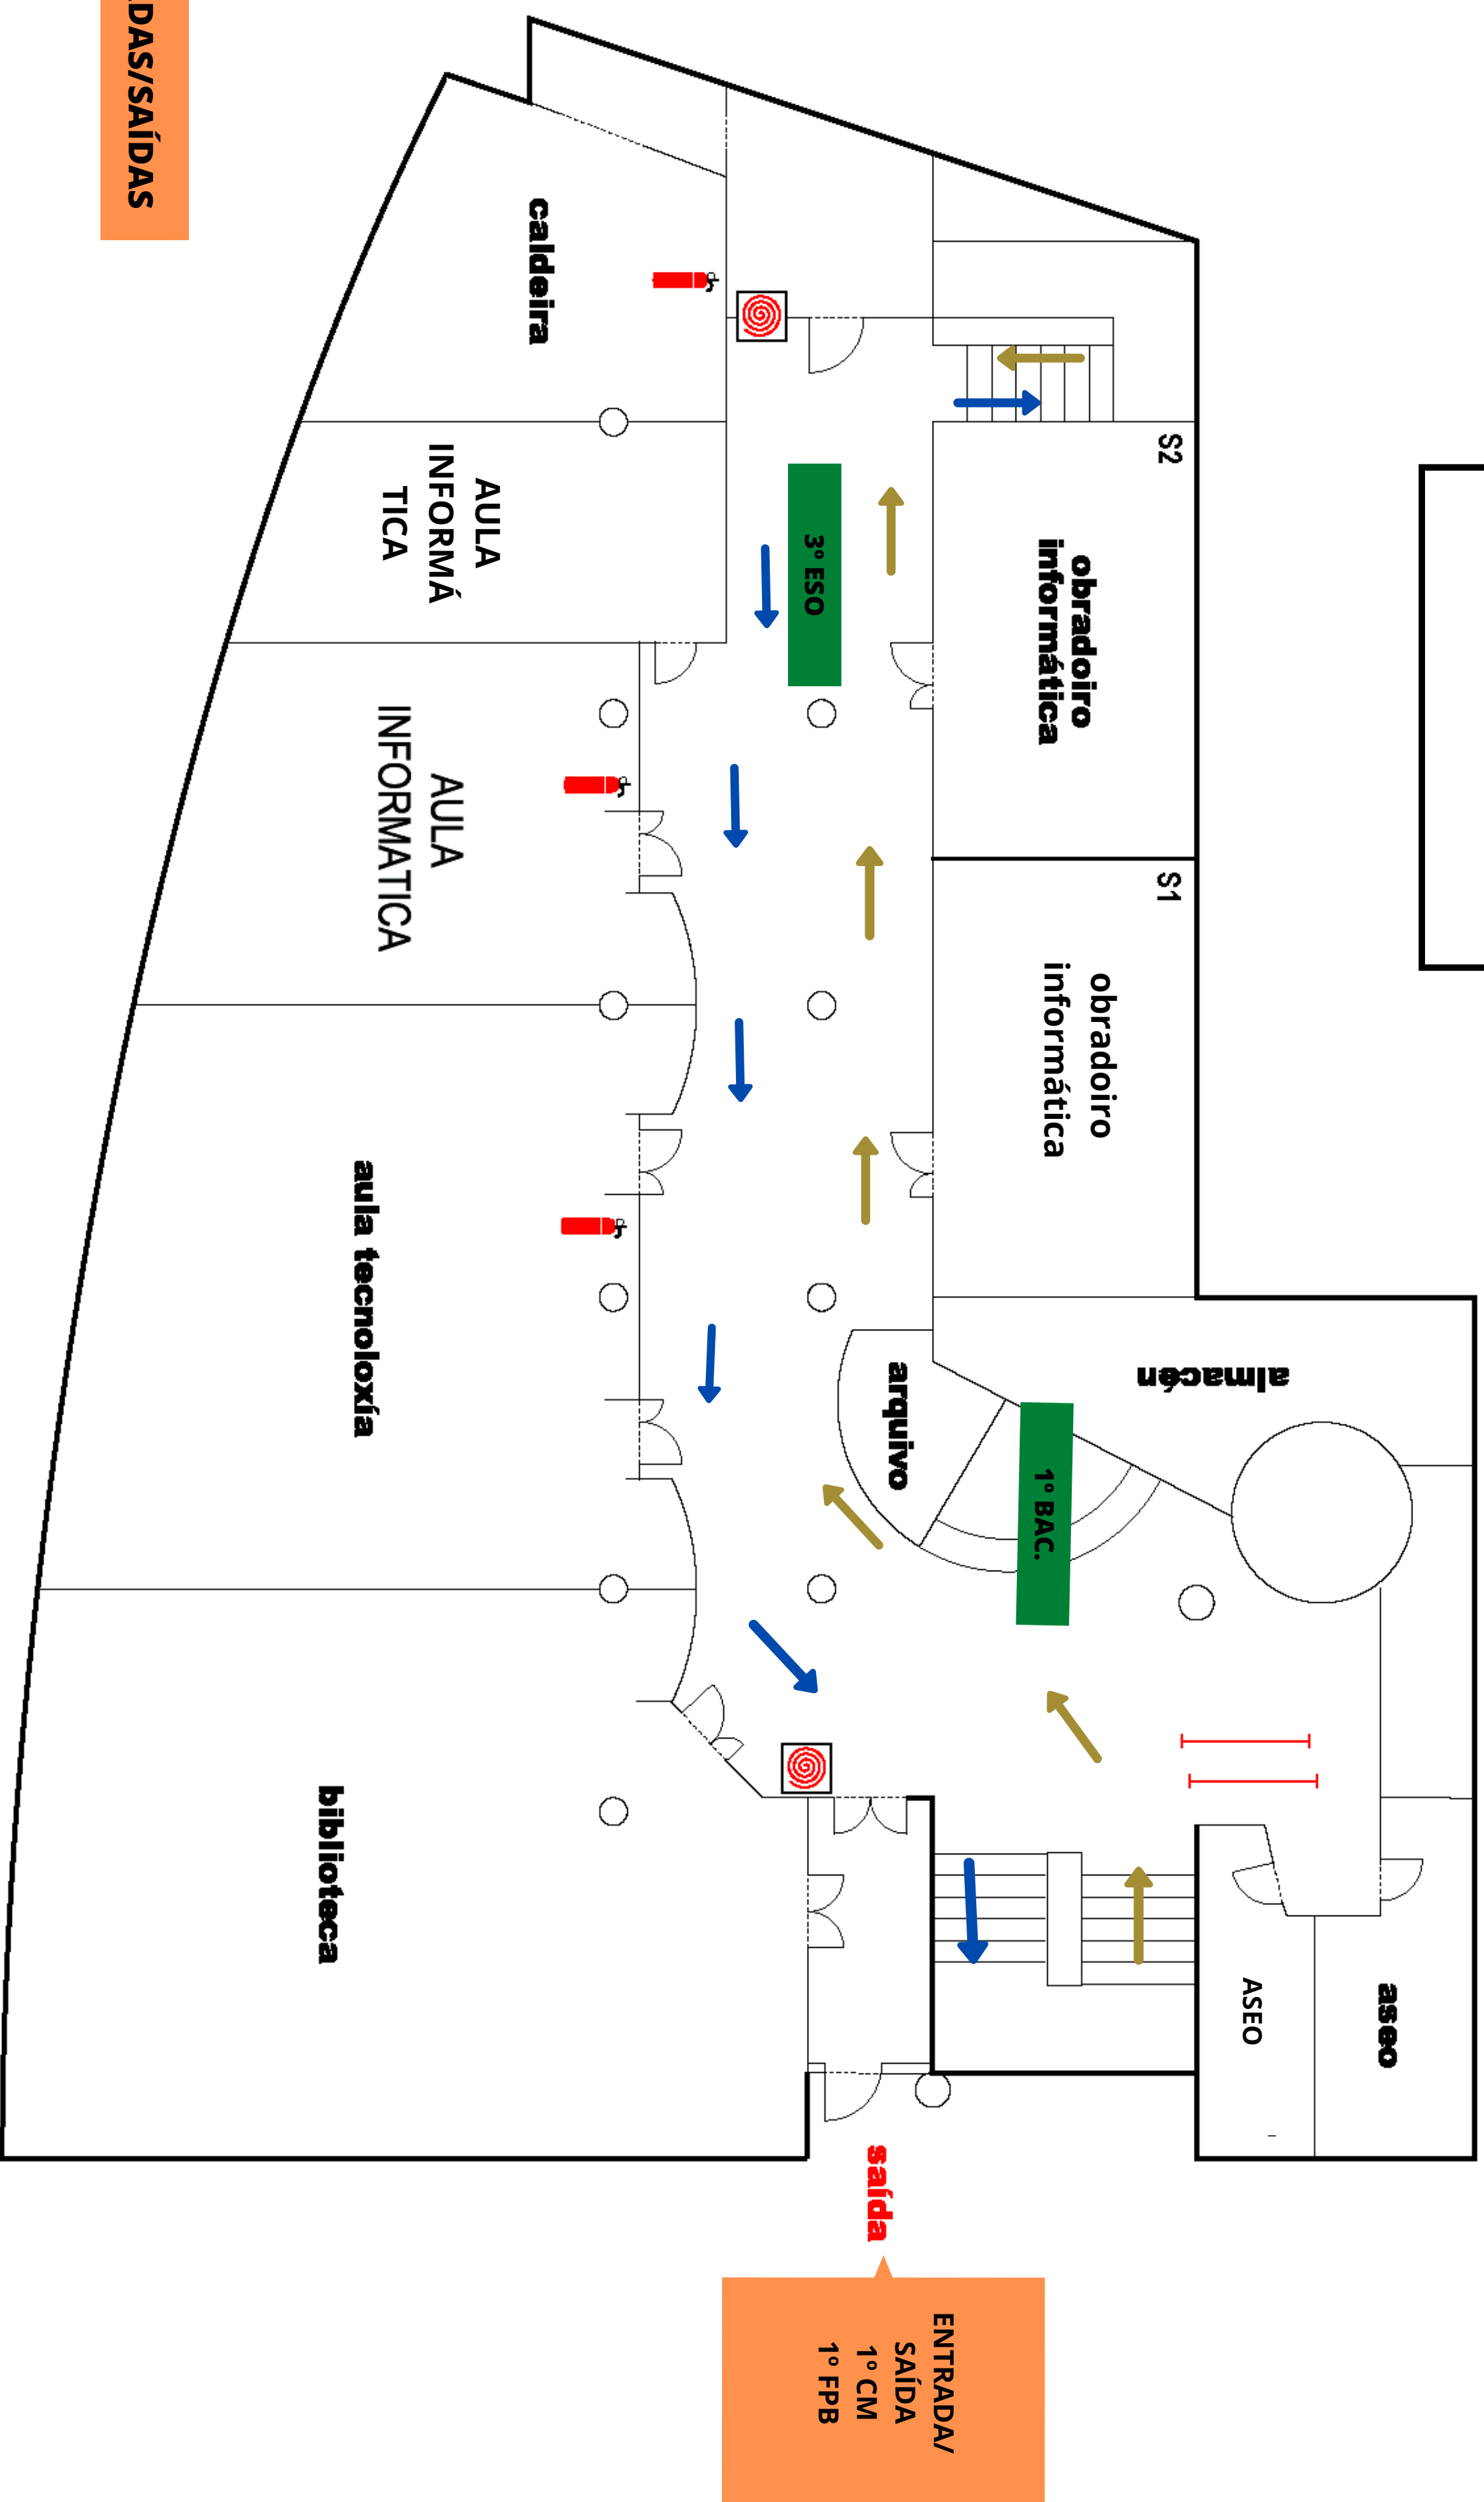 ADAS/SAÍDAS
caldeira
AULA
INFORMÁ
TICA
3º ESO
S2
obradoiro
informática
AULA
INFORMATICA
S1
obradoiro
informática
aula tecnoloxía
arquivo
almacén
1º BAC.
biblioteca
ASEO
aseo
saída
ENTRADA/
SAÍDA
1º CM
1º FPB